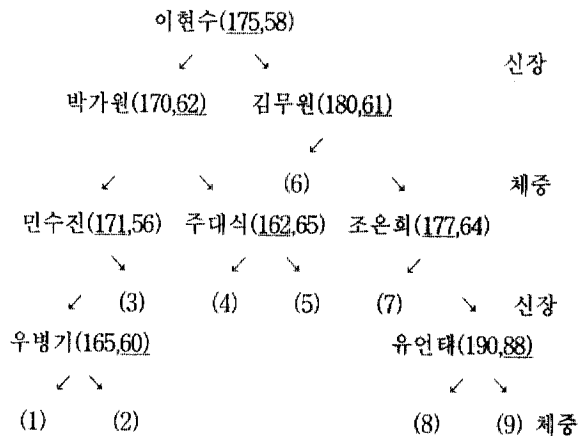 이현수(175,58)
신장
박가원(170,62) 김무원(180,61)
(6) 체중
민수진(171,56) 주대식(162,65) 조온희(177,64)
(3) (4) (5) (7) 신장
우병기(165,60) 유언태(190,88)
(1) (2) (8) (9) 체중